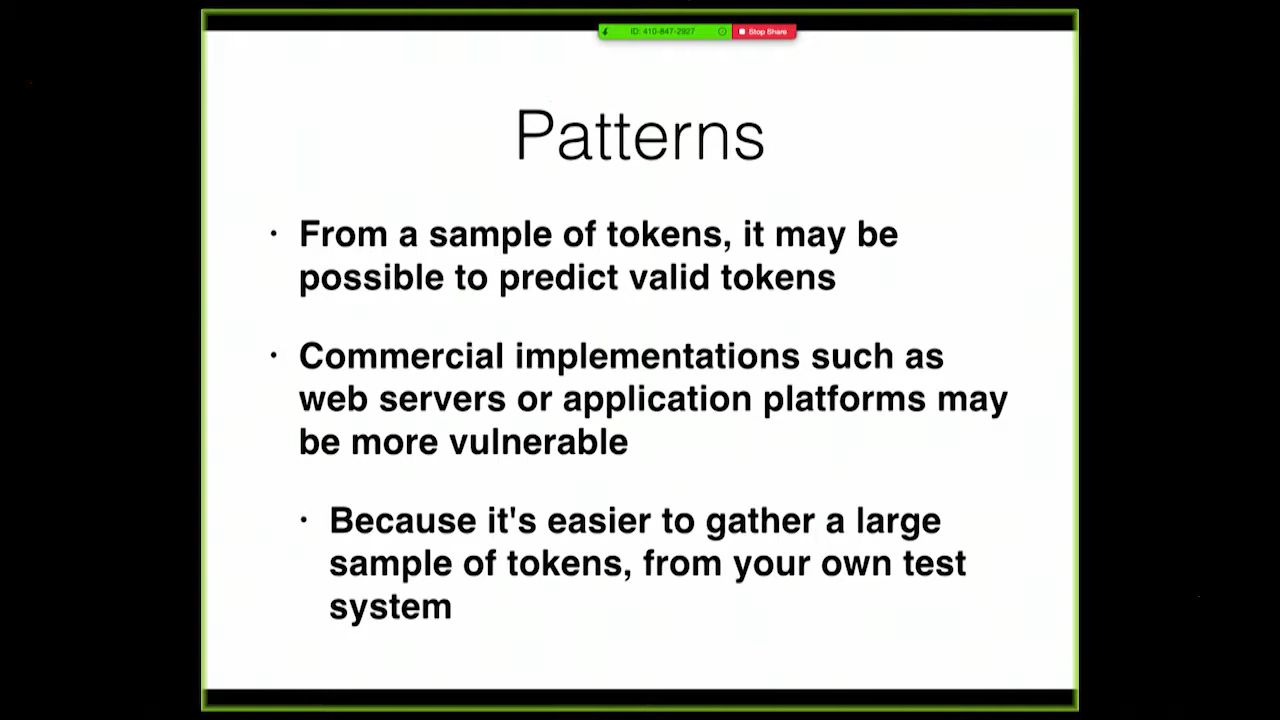 ID: 410-847-2927
Stop Share
Patterns
• From a sample of tokens, it may be
possible to predict valid tokens
• Commercial implementations such as
web servers or application platforms may
be more vulnerable
• Because it's easier to gather a large
sample of tokens, from your own test
system